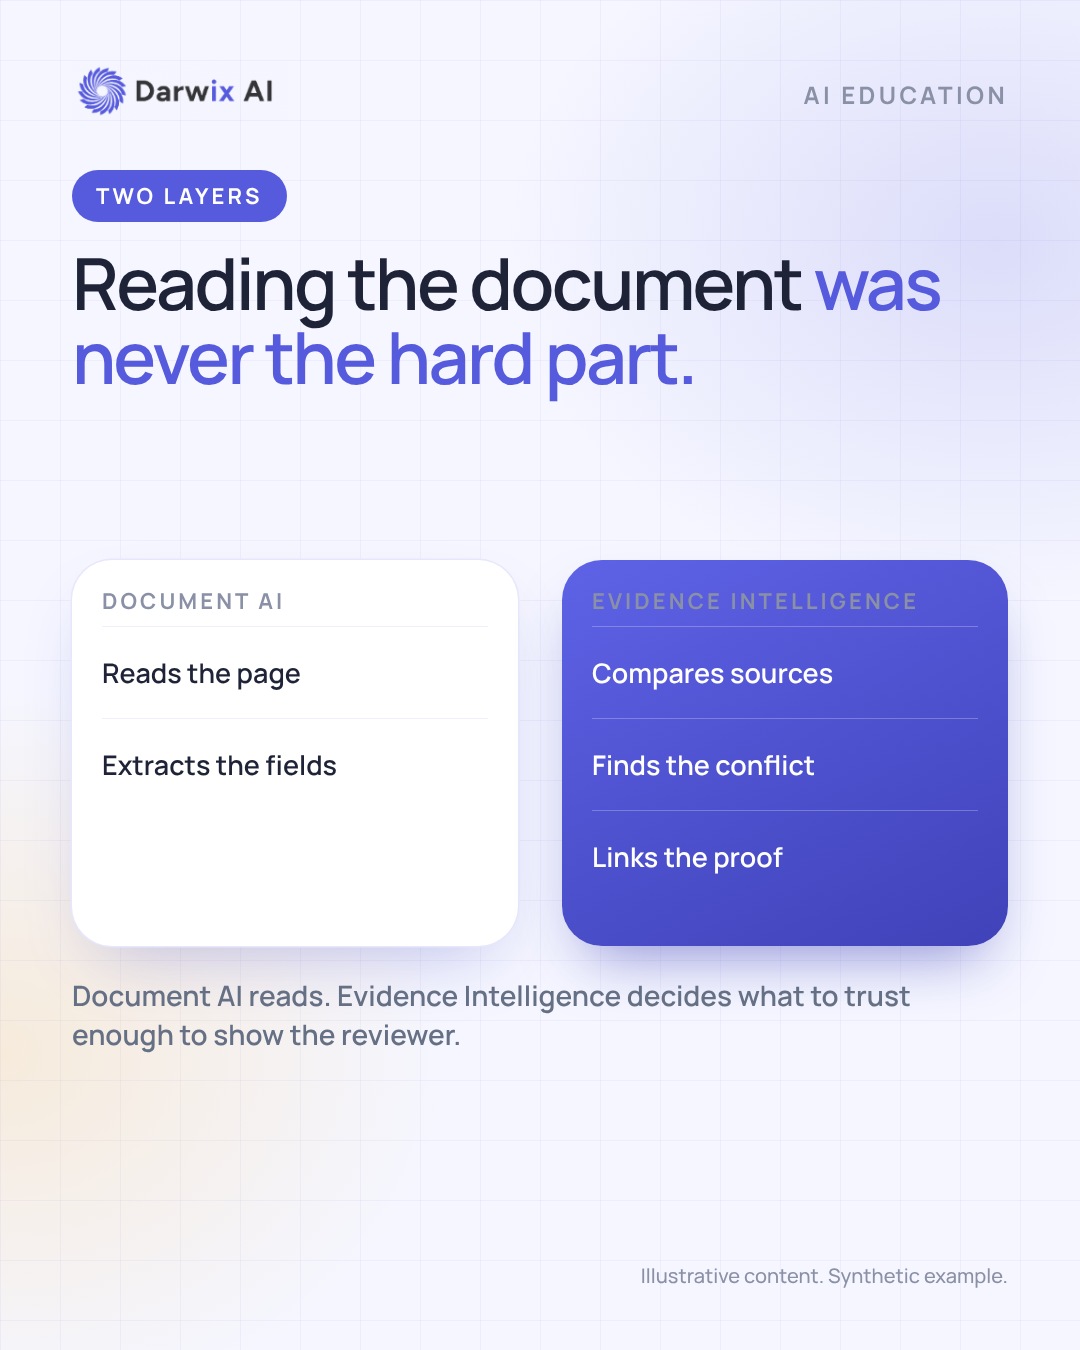 Darwix AI
AI EDUCATION
TWO LAYERS
Reading the document was
never the hard part.
DOCUMENT AI
Reads the page
Extracts the fields
EVIDENCE INTELLIGENCE
Compares sources
Finds the conflict
Links the proof
Document AI reads. Evidence Intelligence decides what to trust
enough to show the reviewer.
Illustrative content. Synthetic example.